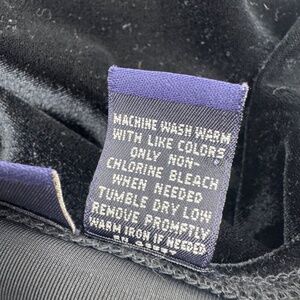 MACHINE WASH WARM
WITH LIKE COLORS
ONLY NON-
CHLORINE BLEACH
WHEN NEEDED
TUMBLE DRY LOW
REMOVE PROMPTLY
WARM IRON IF NEEDED